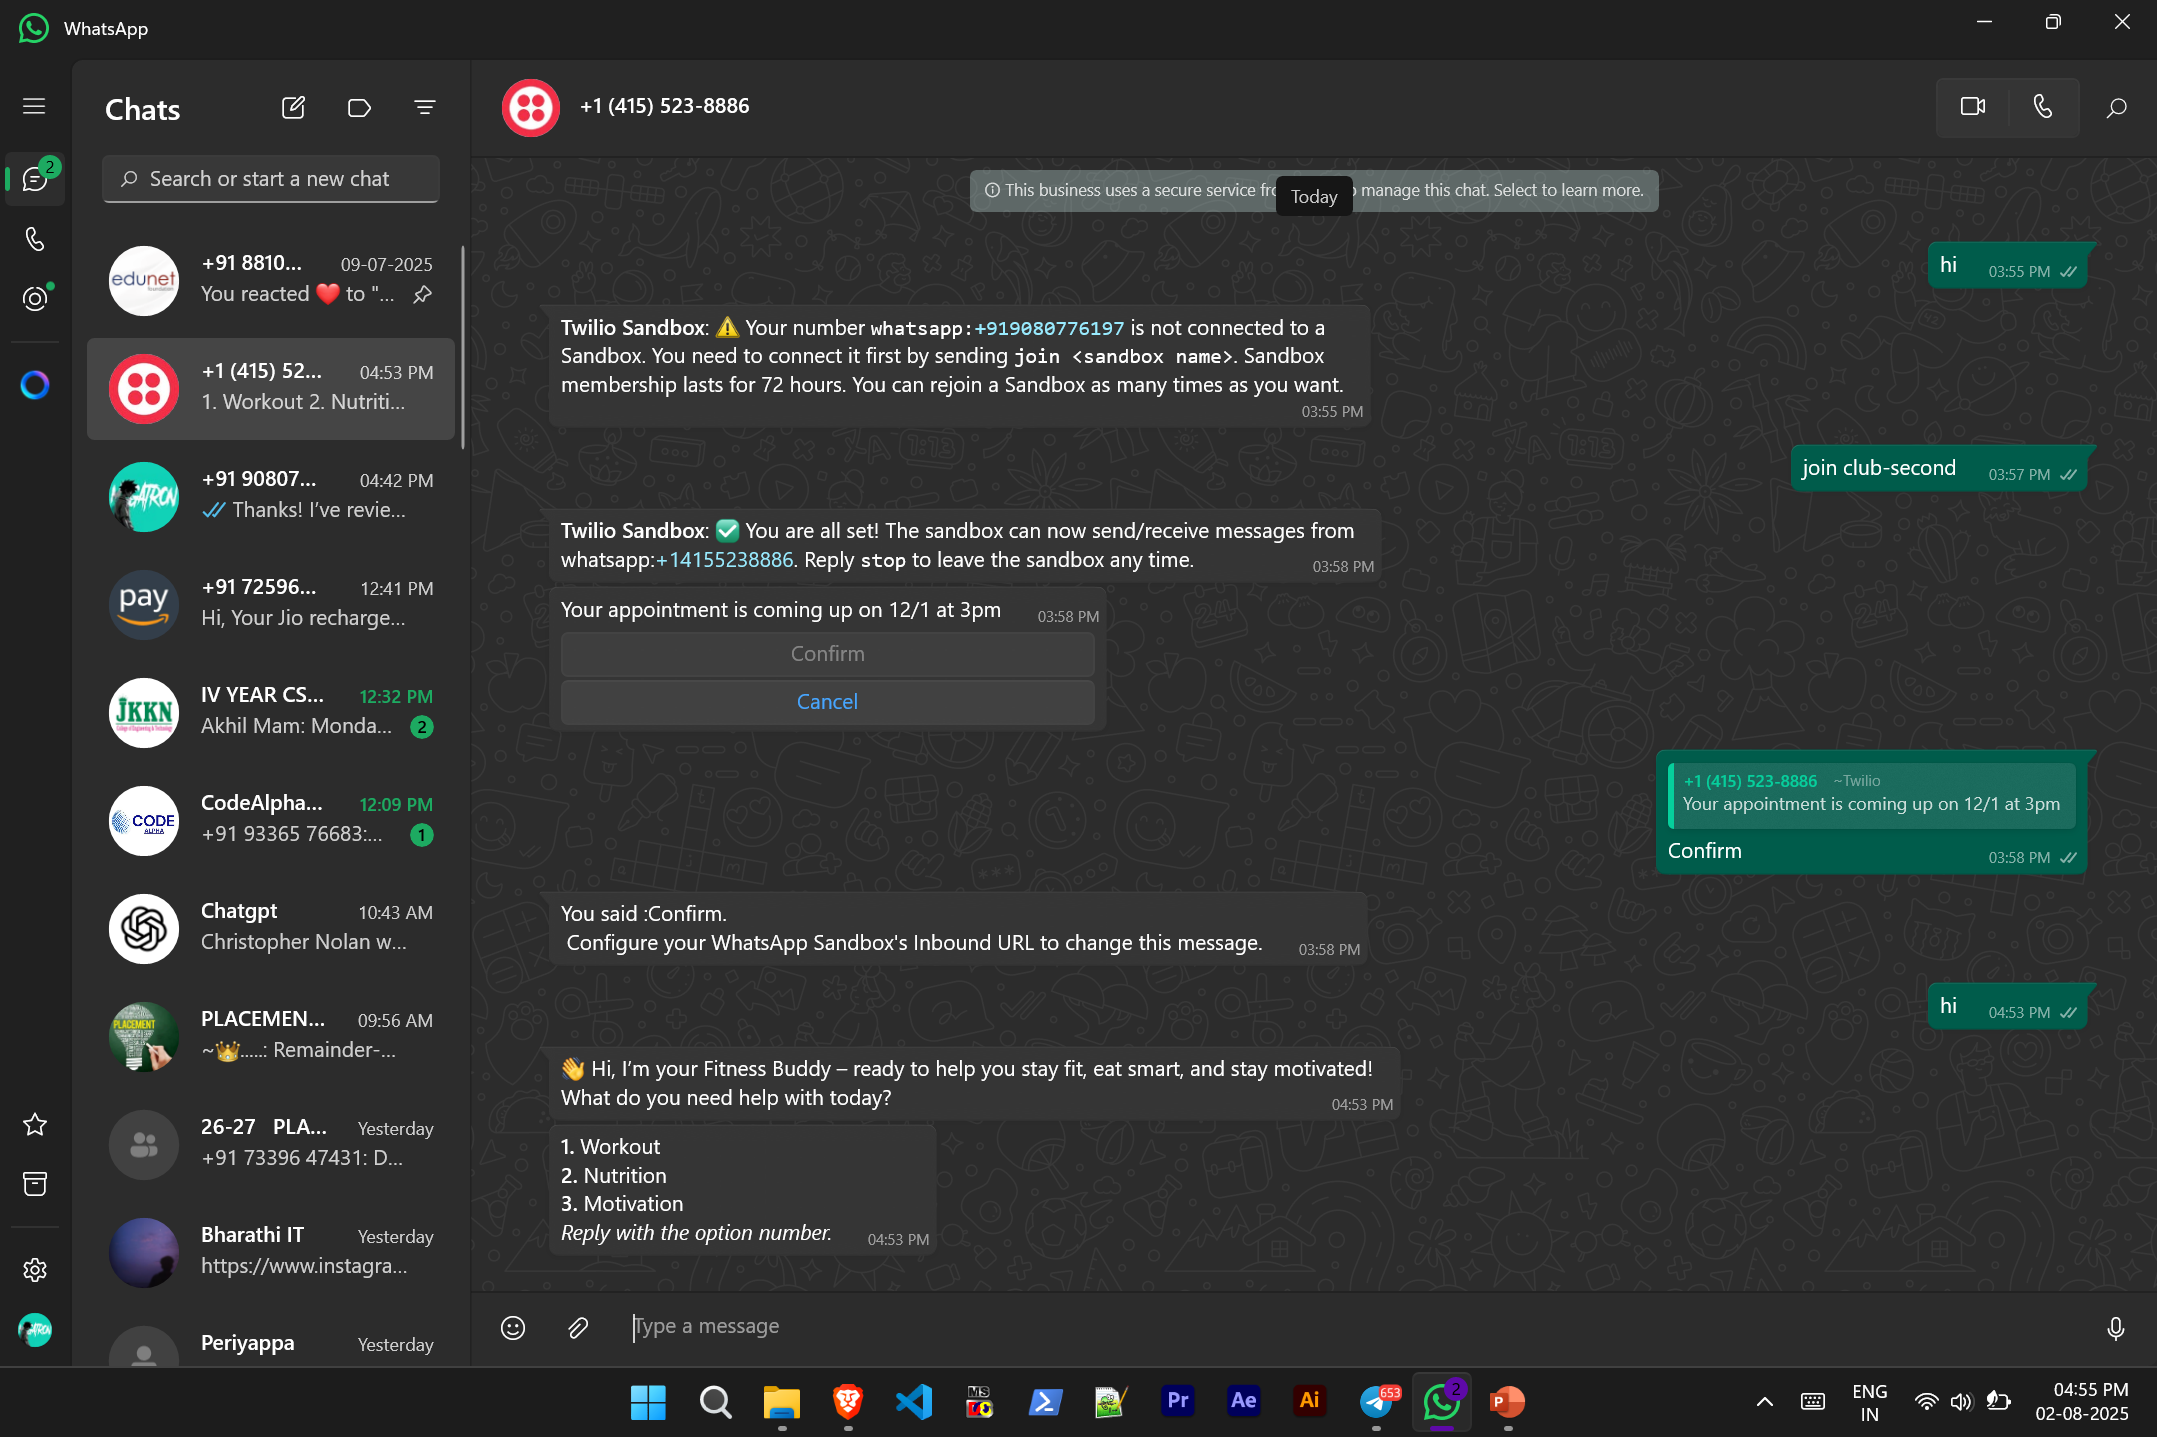 WhatsApp
Chats
2
Search or start a new chat
+91 8810...
09-07-2025
You reacted ❤️ to "...
edunet
+1 (415) 52...
04:53 PM
1. Workout 2. Nutriti...
+91 90807...
04:42 PM
Thanks! I've revie...
pay
+91 72596...
12:41 PM
Hi, Your Jio recharge...
JKKN
IV YEAR CS...
12:32 PM
Akhil Mam: Monda...
2
CODE
ALPHA
CodeAlpha...
12:09 PM
+91 93365 76683:...
1
Chatgpt
10:43 AM
Christopher Nolan w...
PLACEMENT
PLACEMEN...
09:56 AM
~👑.....: Remainder-...
26-27 PLA...
Yesterday
+91 73396 47431: D...
Bharathi IT
Yesterday
https://www.instagra...
Periyappa
Yesterday
+1 (415) 523-8886
This business uses a secure service fro
Today
manage this chat. Select to learn more.
hi
03:55 PM
Twilio Sandbox: ⚠️ Your number whatsapp:+919080776197 is not connected to a
Sandbox. You need to connect it first by sending join <sandbox name>. Sandbox
membership lasts for 72 hours. You can rejoin a Sandbox as many times as you want.
03:55 PM
join club-second
03:57 PM
Twilio Sandbox: ✅ You are all set! The sandbox can now send/receive messages from
whatsapp:+14155238886. Reply stop to leave the sandbox any time.
03:58 PM
Your appointment is coming up on 12/1 at 3pm
03:58 PM
Confirm
Cancel
+1 (415) 523-8886 ~Twilio
Your appointment is coming up on 12/1 at 3pm
Confirm
03:58 PM
You said :Confirm.
Configure your WhatsApp Sandbox's Inbound URL to change this message.
03:58 PM
hi
04:53 PM
👋 Hi, I'm your Fitness Buddy – ready to help you stay fit, eat smart, and stay motivated!
What do you need help with today?
04:53 PM
1. Workout
2. Nutrition
3. Motivation
Reply with the option number.
04:53 PM
Type a message
MS
Pr
Ae
Ai
653
2
P
ENG
IN
04:55 PM
02-08-2025